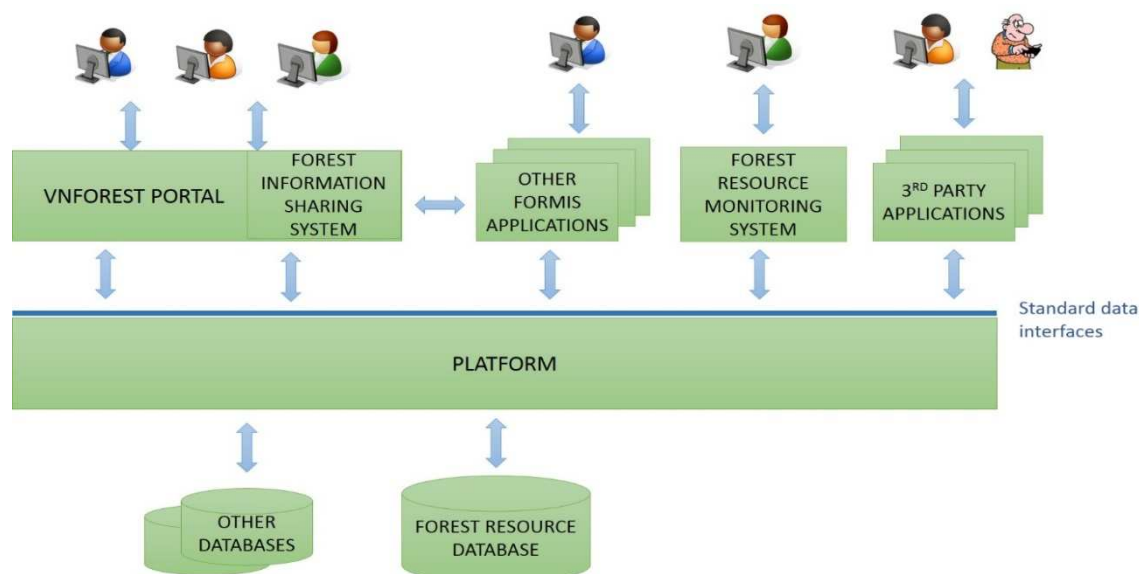 VNFOREST PORTAL
FOREST
INFORMATION
SHARING
SYSTEM
OTHER
FORMIS
APPLICATIONS
FOREST
RESOURCE
MONITORING
SYSTEM
3RD PARTY
APPLICATIONS
Standard data
interfaces
PLATFORM
OTHER
DATABASES
FOREST RESOURCE
DATABASE